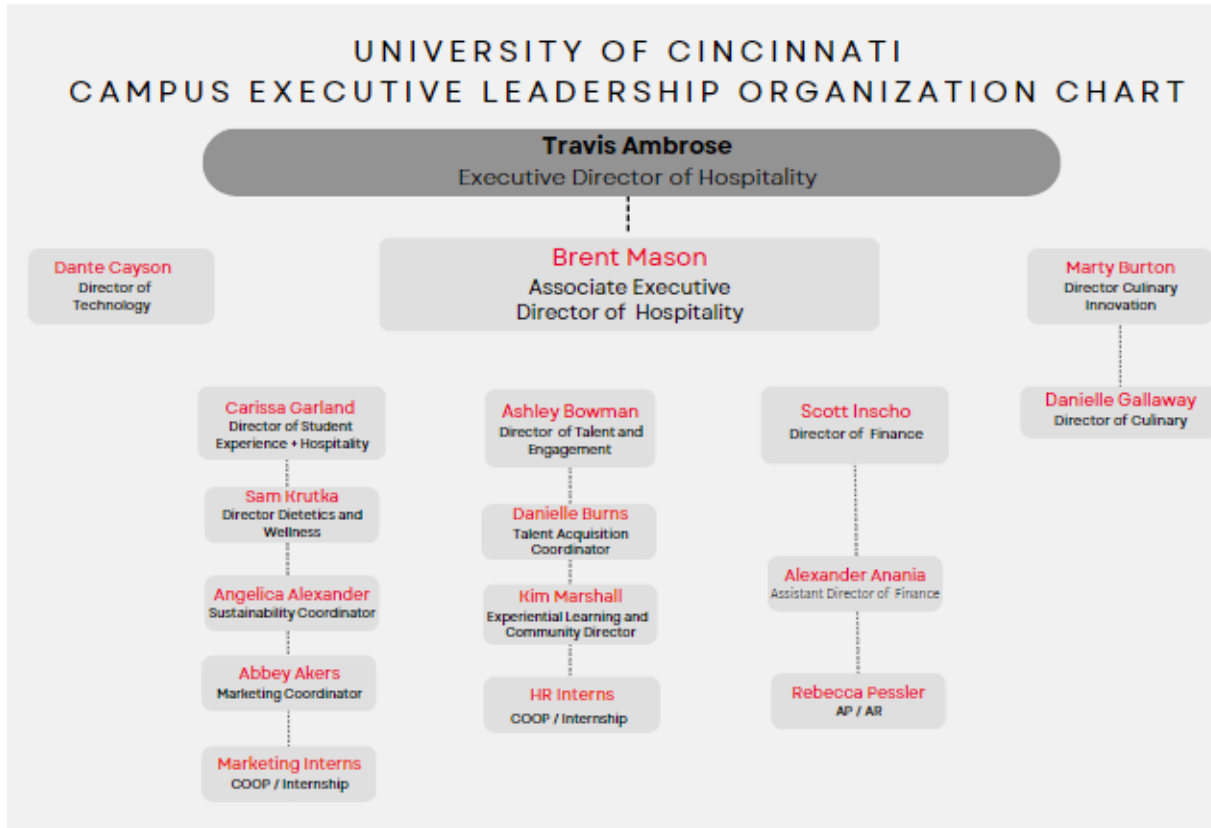 UNIVERSITY OF CINCINNATI
CAMPUS EXECUTIVE LEADERSHIP ORGANIZATION CHART
Travis Ambrose
Executive Director of Hospitality
Dante Cayson
Director of
Technology
Brent Mason
Associate Executive
Director of Hospitality
Marty Burton
Director Culinary
Innovation
Carissa Garland
Director of Student
Experience + Hospitality
Ashley Bowman
Director of Talent and
Engagement
Scott Inscho
Director of Finance
Danielle Gallaway
Director of Culinary
Sam Krutka
Director Dietetics and
Wellness
Danielle Burns
Talent Acquisition
Coordinator
Angelica Alexander
Sustainability Coordinator
Kim Marshall
Experiential Learning and
Community Director
Alexander Anania
Assistant Director of Finance
Abbey Akers
Marketing Coordinator
HR Interns
COOP / Internship
Rebecca Pessler
AP / AR
Marketing Interns
COOP / Internship